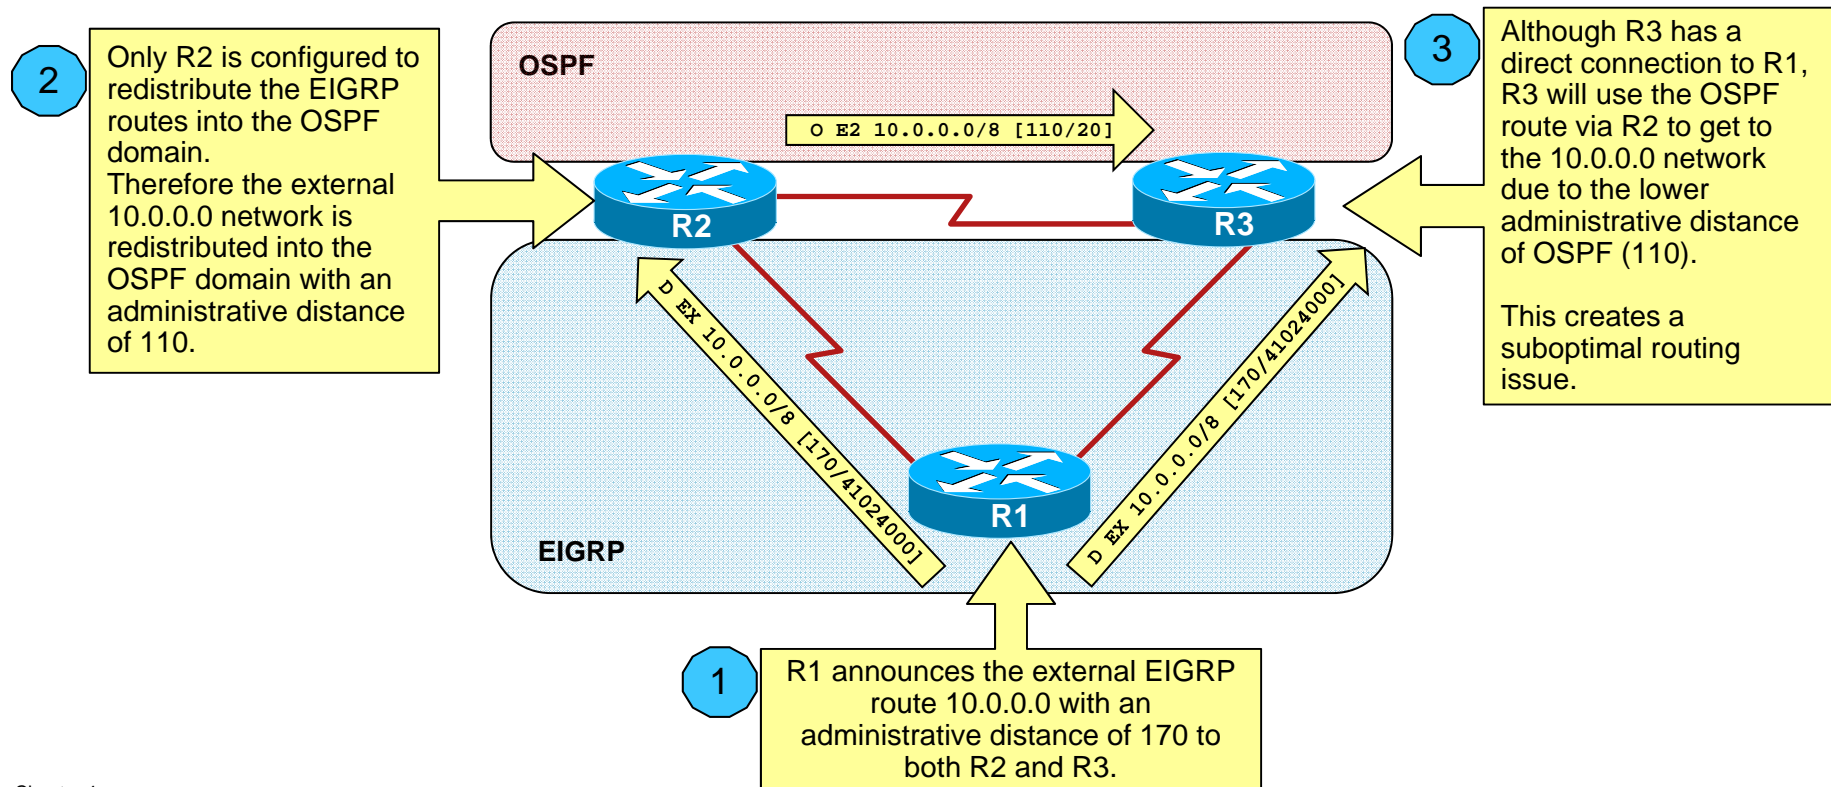 2
Only R2 is configured to
redistribute the EIGRP
routes into the OSPF
domain.
Therefore the external
10.0.0.0 network is
redistributed into the
OSPF domain with an
administrative distance
of 110.
OSPF
O E2 10.0.0.0/8 [110/20]
3
Although R3 has a
direct connection to R1,
R3 will use the OSPF
route via R2 to get to
the 10.0.0.0 network
due to the lower
administrative distance
of OSPF (110).
This creates a
suboptimal routing
issue.
R2
R3
D EX 10.0.0.0/8 [170/41024000]
D EX 10.0.0.0/8 [170/41024000]
R1
EIGRP
1
R1 announces the external EIGRP
route 10.0.0.0 with an
administrative distance of 170 to
both R2 and R3.